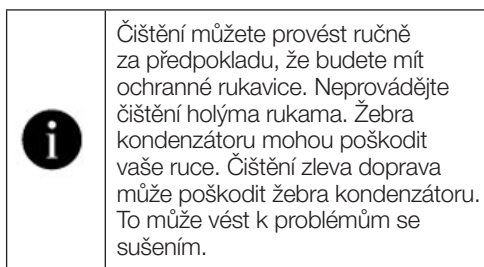 Čištění můžete provést ručně
za předpokladu, že budete mít
ochranné rukavice. Neprovádějte
čištění holýma rukama. Žebra
kondenzátoru mohou poškodit
vaše ruce. Čištění zleva doprava
může poškodit žebra kondenzátoru.
To může vést k problémům se
sušením.